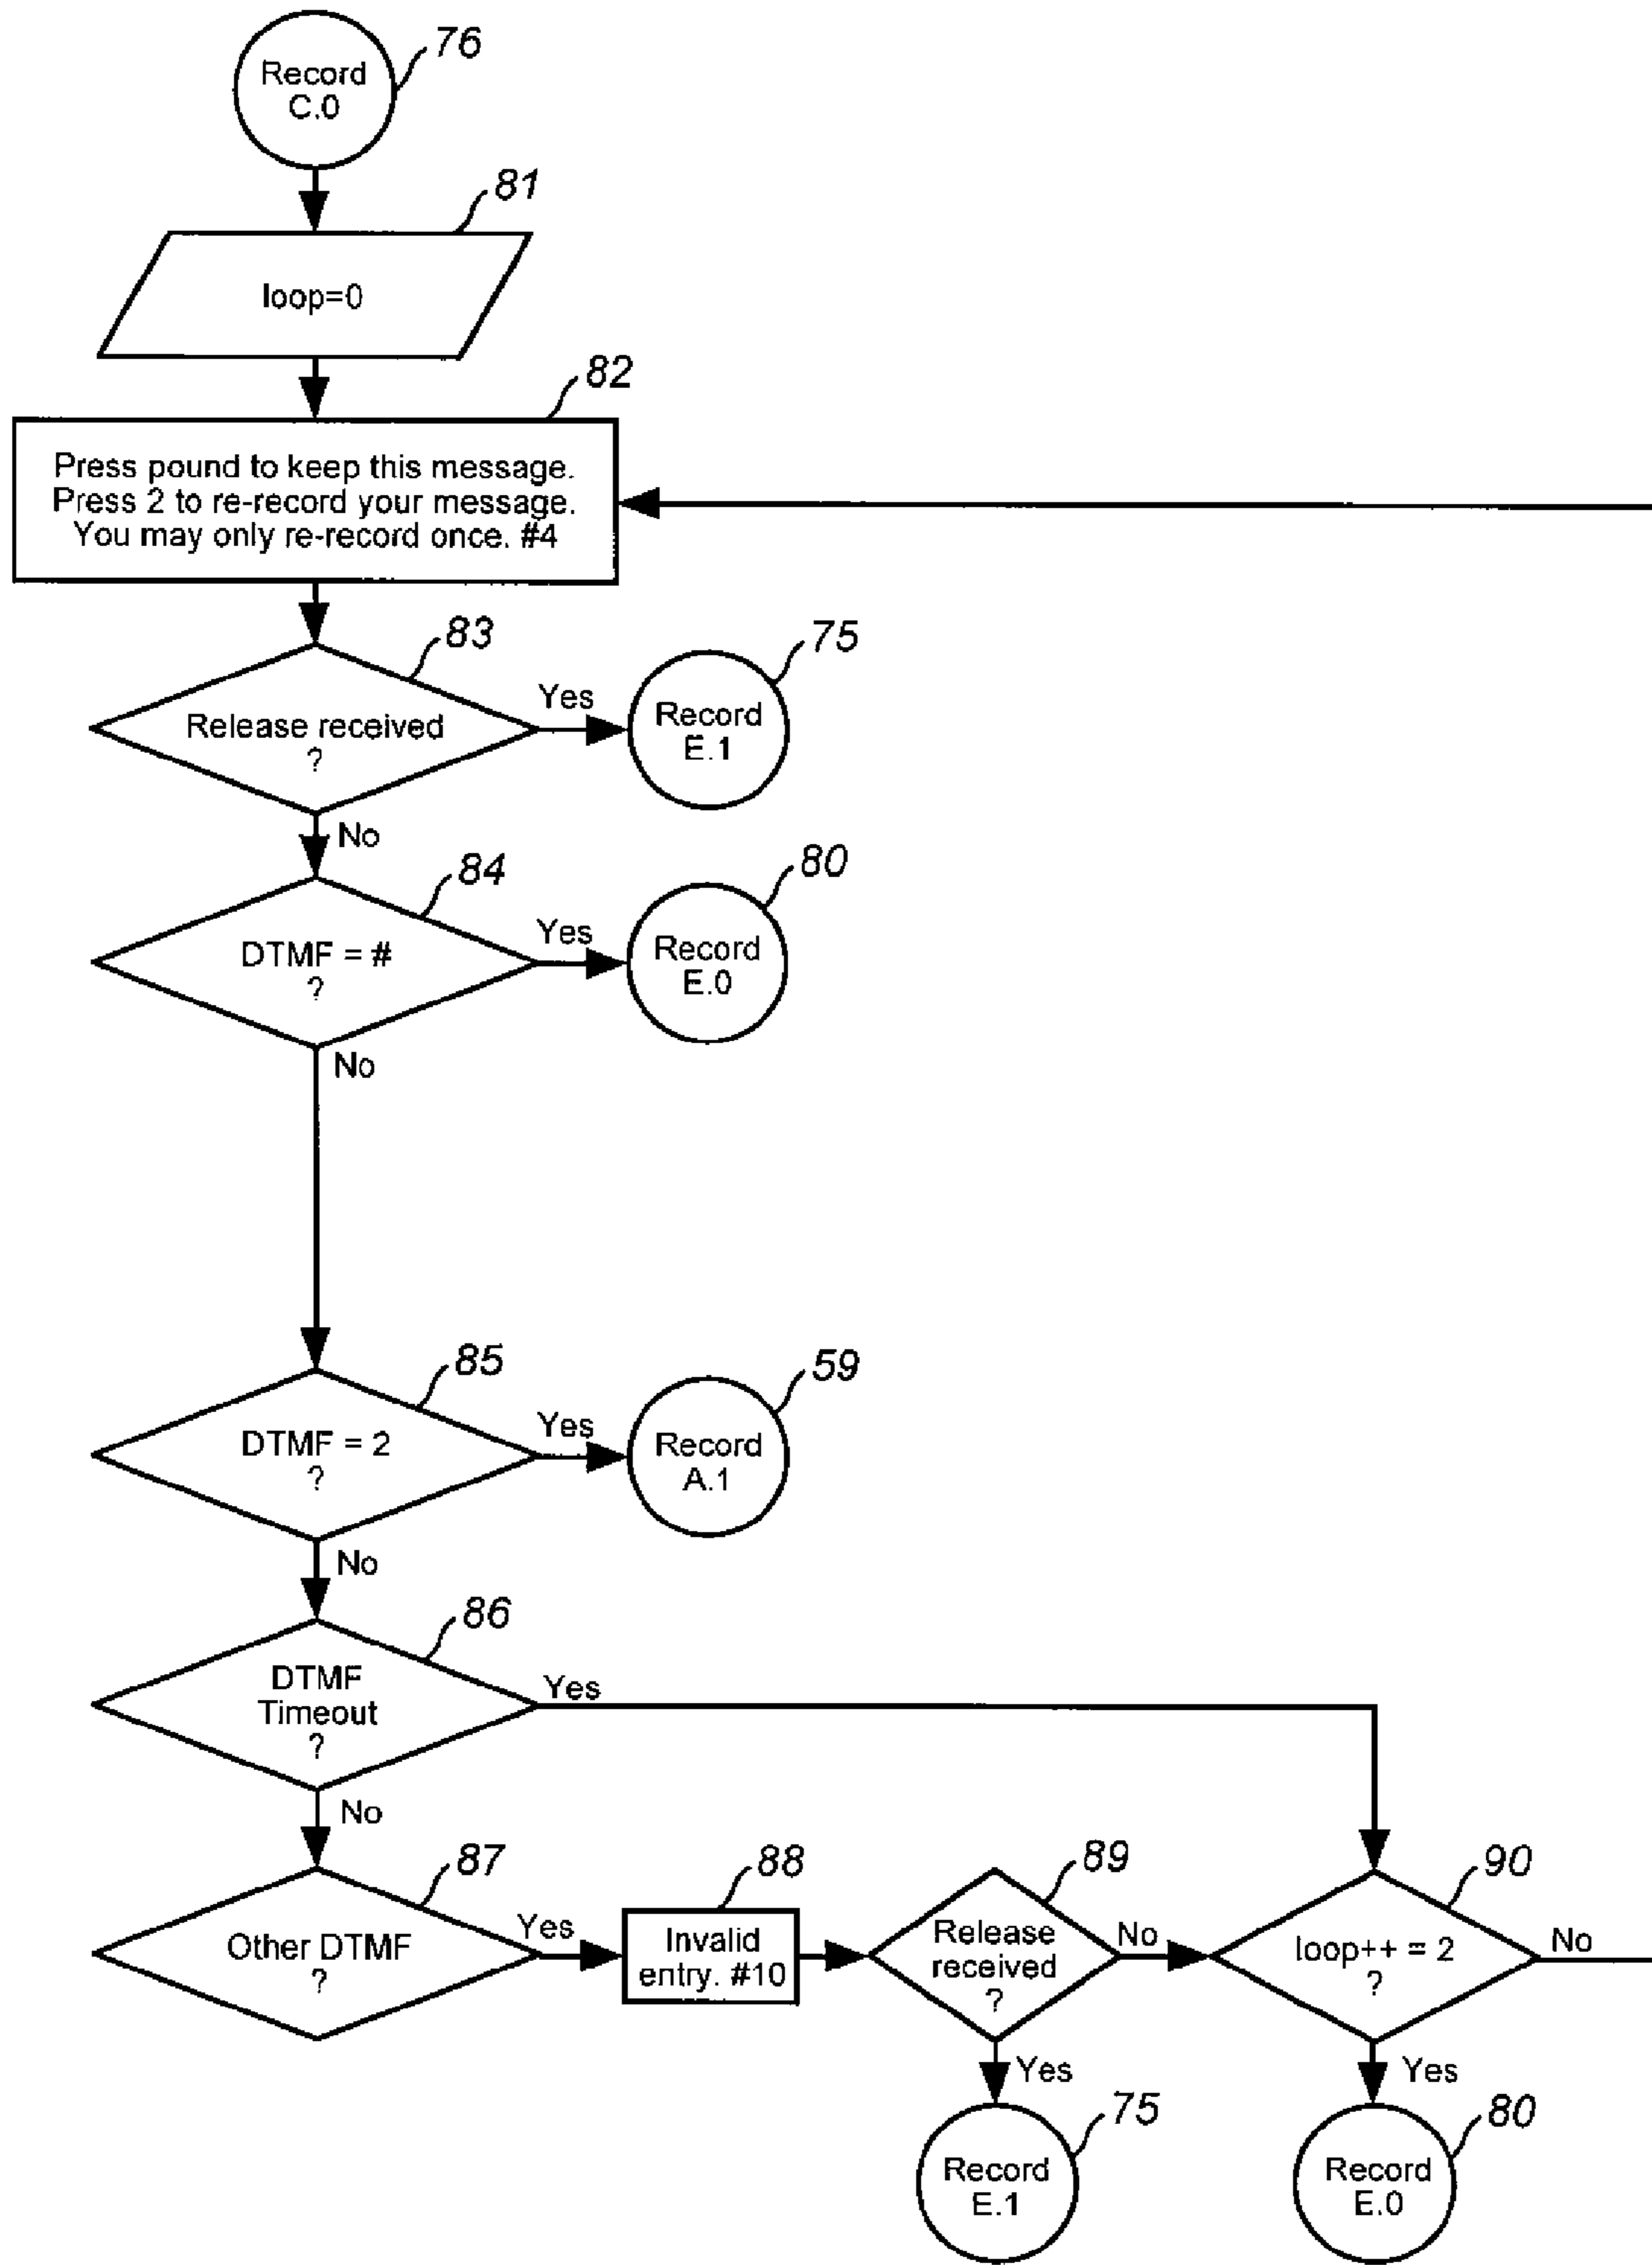 76
Record
C.0
81
loop=0
82
Press pound to keep this message.
Press 2 to re-record your message.
You may only re-record once. #4
83
Release received
?
Yes
75
Record
E.1
No
84
DTMF = #
?
Yes
80
Record
E.0
No
85
DTMF = 2
?
Yes
59
Record
A.1
No
86
DTMF
Timeout
?
Yes
No
87
Other DTMF
?
Yes
88
Invalid
entry. #10
89
Release
received
?
No
90
loop++ = 2
?
No
Yes
75
Record
E.1
Yes
80
Record
E.0